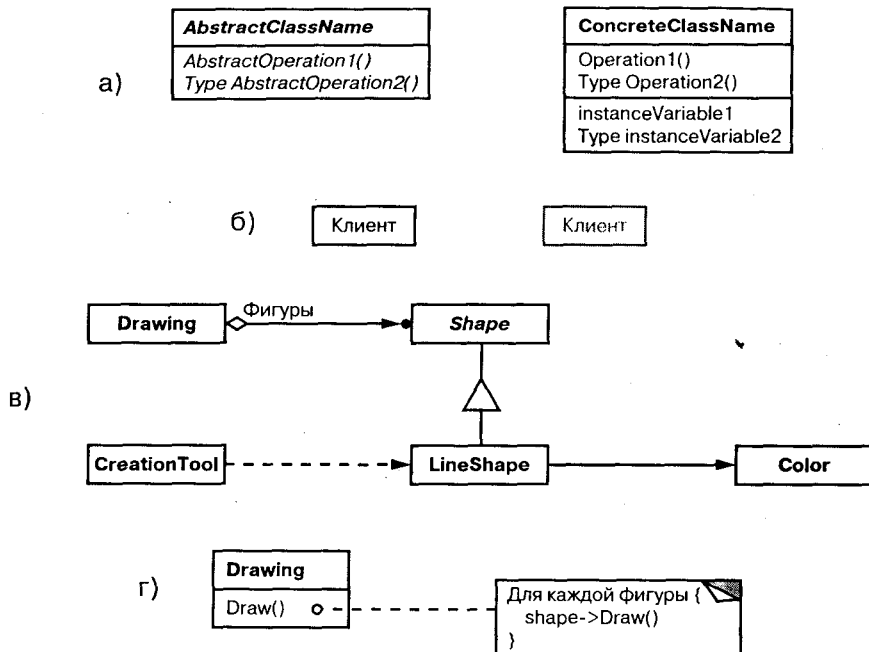 а)
AbstractClassName
AbstractOperation1()
Type AbstractOperation2()
ConcreteClassName
Operation1()
Type Operation2()
instanceVariable1
Type instanceVariable2
б)
Клиент
Клиент
в)
Drawing
Фигуры
Shape
CreationTool
LineShape
Color
г)
Drawing
Draw()
Для каждой фигуры {
shape->Draw()
}